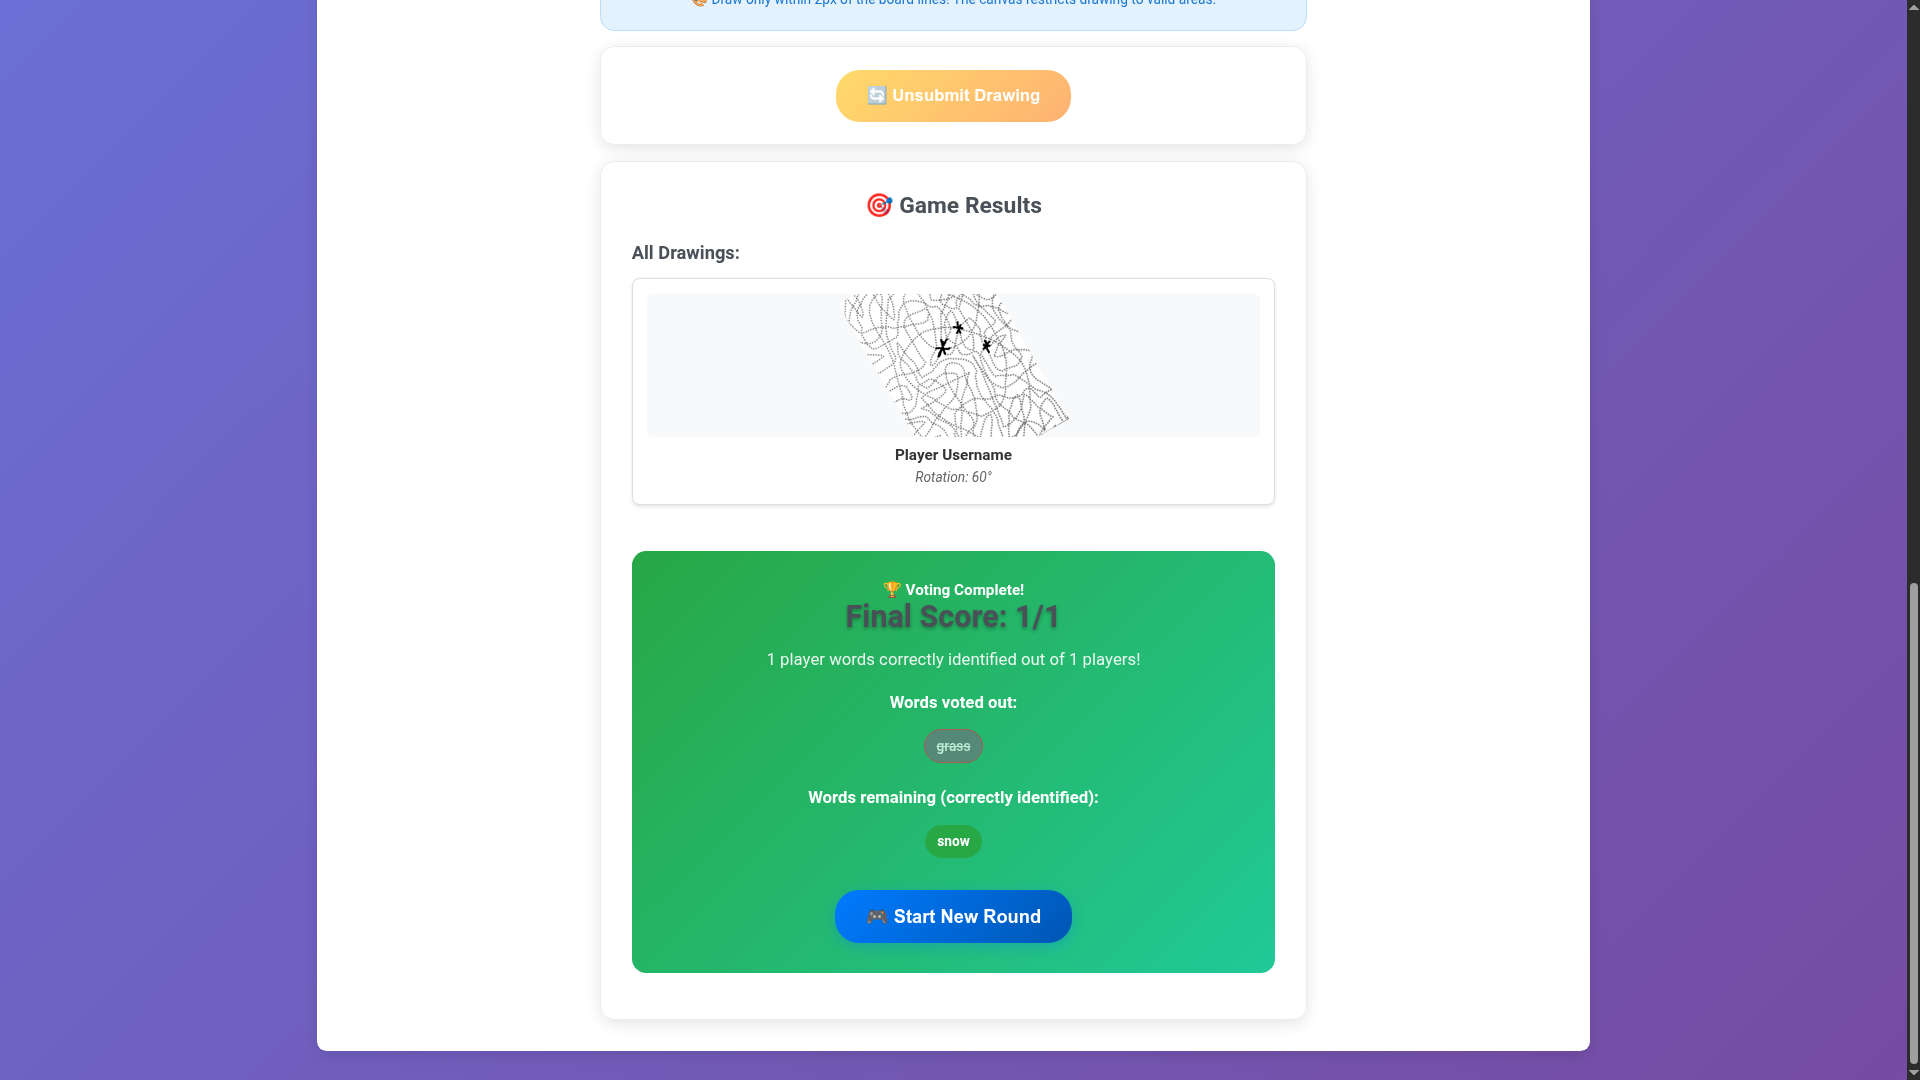 🎨 Draw only within 2px of the board lines! The canvas restricts drawing to valid areas.
🔄 Unsubmit Drawing
🎯 Game Results
All Drawings:
Player Username
Rotation: 60°
🏆 Voting Complete!
Final Score: 1/1
1 player words correctly identified out of 1 players!
Words voted out:
grass
Words remaining (correctly identified):
snow
🎮 Start New Round